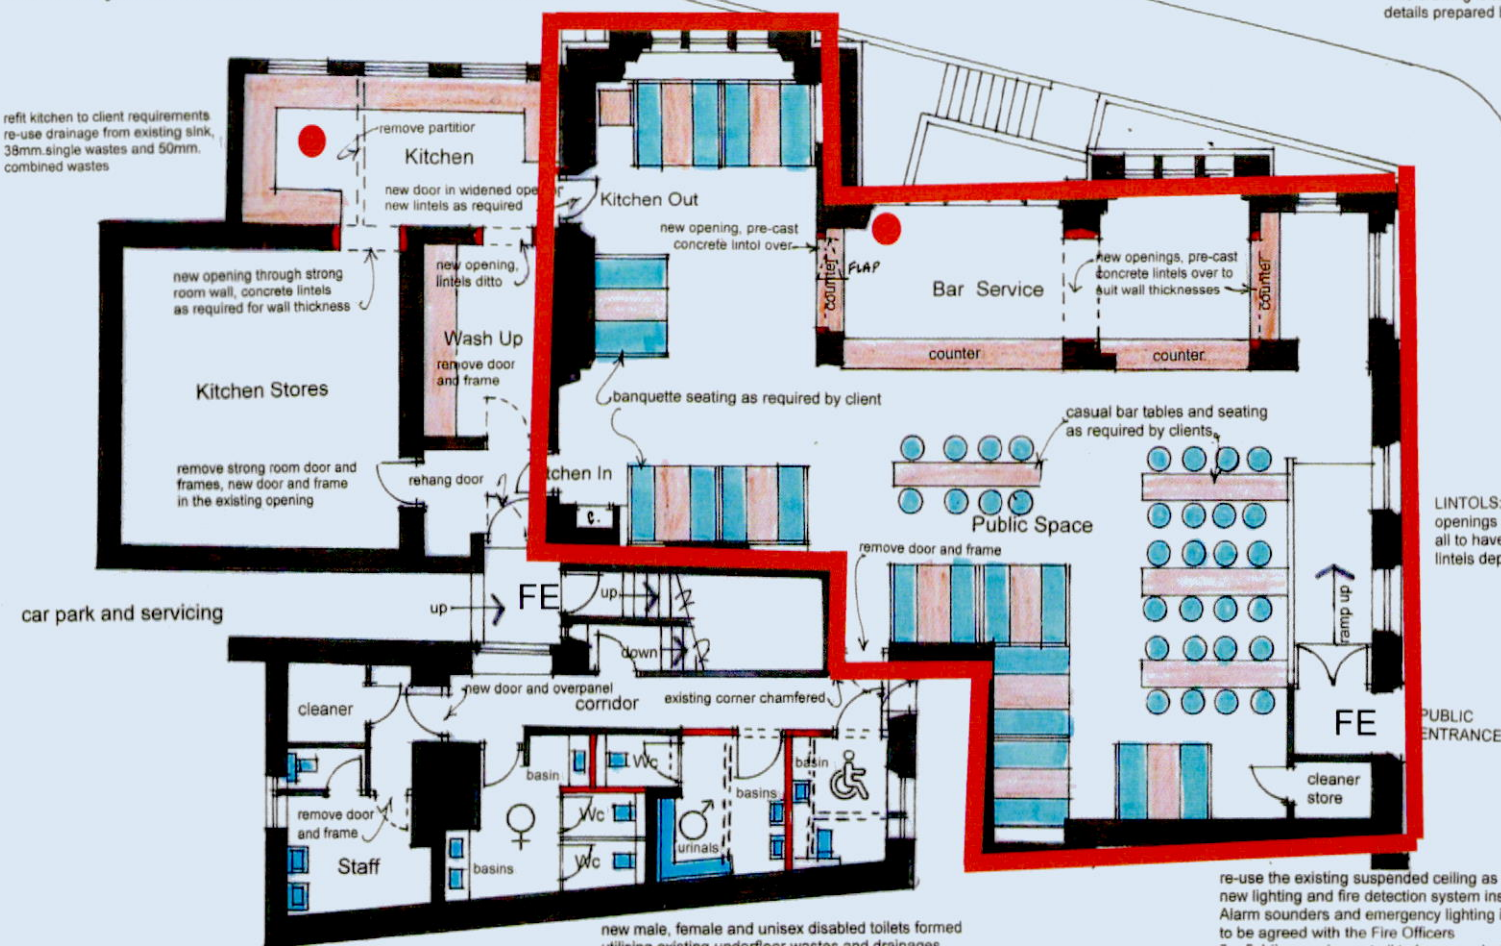 details prepared
refit kitchen to client requirements
re-use drainage from existing sink,
38mm.single wastes and 50mm.
combined wastes
remove partitior
Kitchen
new door in widened ope
new lintels as required
Kitchen Out
new opening, pre-cast
concrete lintol over
counter
FLAP
Bar Service
new openings, pre-cast
concrete lintels over to
suit wall thicknesses
counter
counter
counter
new opening through strong
room wall, concrete lintels
as required for wall thickness
new opening,
lintels ditto
Wash Up
remove door
and frame
Kitchen Stores
banquette seating as required by client
casual bar tables and seating
as required by clients
remove strong room door and
frames, new door and frame
in the existing opening
rehang door
tchen In
c.
Public Space
LINTOLS:
openings
all to have
lintels dep
remove door and frame
car park and servicing
up
FE
up
down
ramp up
new door and overpanel
corridor
existing corner chamfered
cleaner
FE
PUBLIC
ENTRANCE
cleaner
store
basin
Wc
basins
basin
remove door
and frame
Wc
urinals
Staff
basins
Wc
re-use the existing suspended ceiling as
new lighting and fire detection system ins
Alarm sounders and emergency lighting i
to be agreed with the Fire Officers
new male, female and unisex disabled toilets formed
utilising existing underfloor wastes and drainages